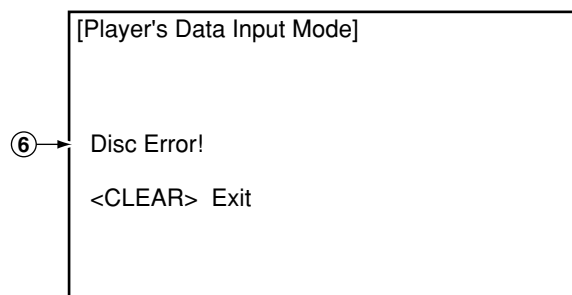 [Player's Data Input Mode]
⑥ Disc Error!
<CLEAR> Exit